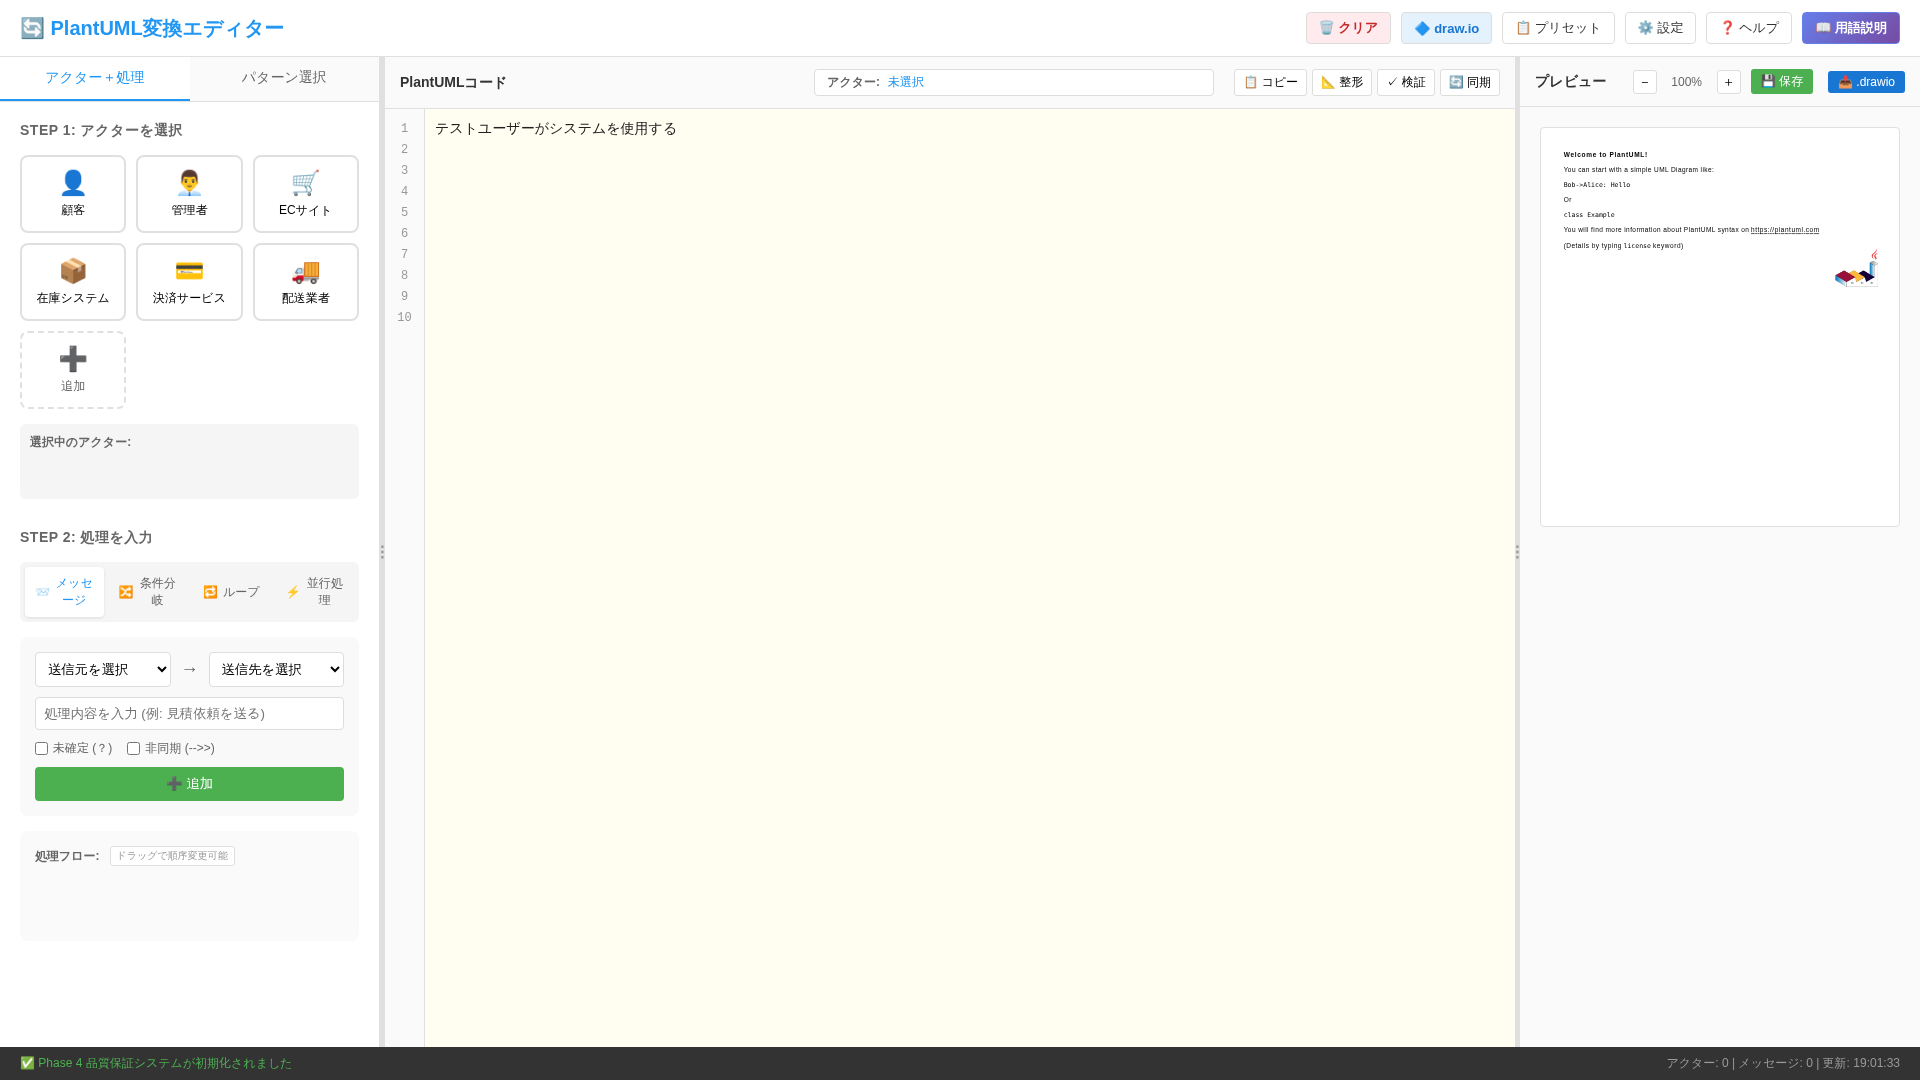 🔄 PlantUML変換エディター
🗑️ クリア
🔷 draw.io
📋 プリセット
⚙️ 設定
❓ ヘルプ
📖 用語説明
アクター＋処理
パターン選択
STEP 1: アクターを選択
👤 顧客
👨‍💼 管理者
🛒 ECサイト
📦 在庫システム
💳 決済サービス
🚚 配送業者
➕ 追加
選択中のアクター:
STEP 2: 処理を入力
📨 メッセージ
🔀 条件分岐
🔁 ループ
⚡ 並行処理
送信元を選択 → 送信先を選択
処理内容を入力 (例: 見積依頼を送る)
未確定 (？) 非同期 (-->>)
➕ 追加
処理フロー: ドラッグで順序変更可能
PlantUMLコード
アクター: 未選択
📋 コピー
📐 整形
✓ 検証
🔄 同期
1 テストユーザーがシステムを使用する
2
3
4
5
6
7
8
9
10
プレビュー
− 100% +
💾 保存
📥 .drawio
Welcome to PlantUML!
You can start with a simple UML Diagram like:
Bob->Alice: Hello
Or
class Example
You will find more information about PlantUML syntax on https://plantuml.com
(Details by typing license keyword)
✅ Phase 4 品質保証システムが初期化されました
アクター: 0 | メッセージ: 0 | 更新: 19:01:33